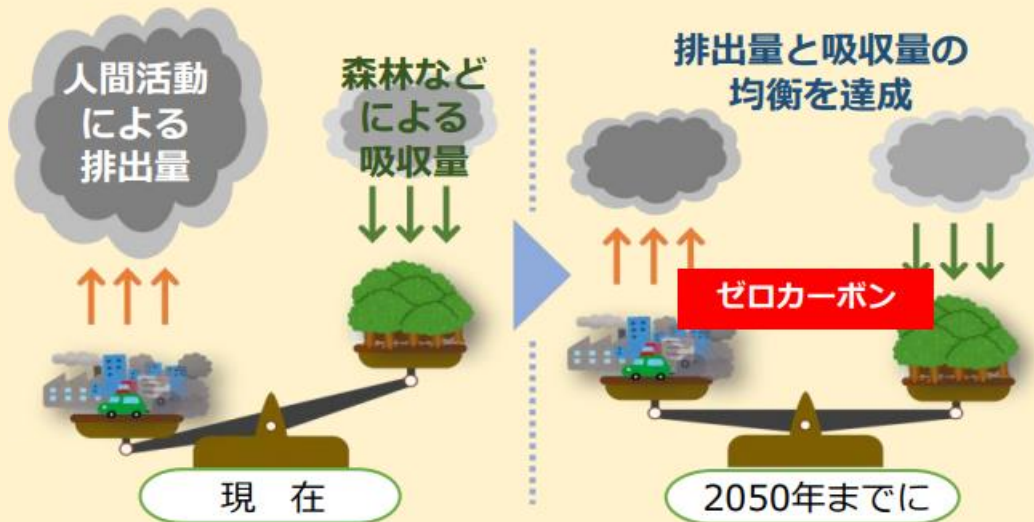 人間活動
による
排出量
森林など
による
吸収量
現　在
排出量と吸収量の
均衡を達成
ゼロカーボン
2050年までに